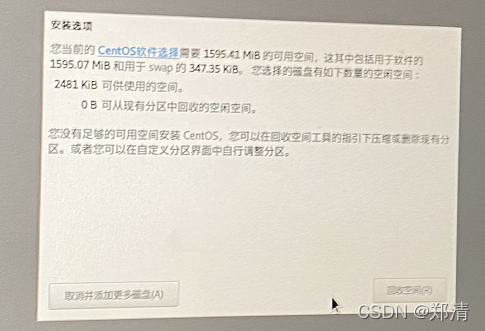 安装选项
您当前的 CentOS软件选择需要 1595.41 MiB 的可用空间，这其中包括用于软件的
1595.07 MiB 和用于 swap 的 347.35 KiB。您选择的磁盘有如下数量的空闲空间：
2481 KiB 可供使用的空间。
0 B 可从现有分区中回收的空闲空间。
您没有足够的可用空间安装 CentOS，您可以在回收空间工具的指引下压缩或删除现有分
区。或者您可以在自定义分区界面中自行调整分区。
取消并添加更多磁盘(A)
回收空间(R)
CSDN @郑清